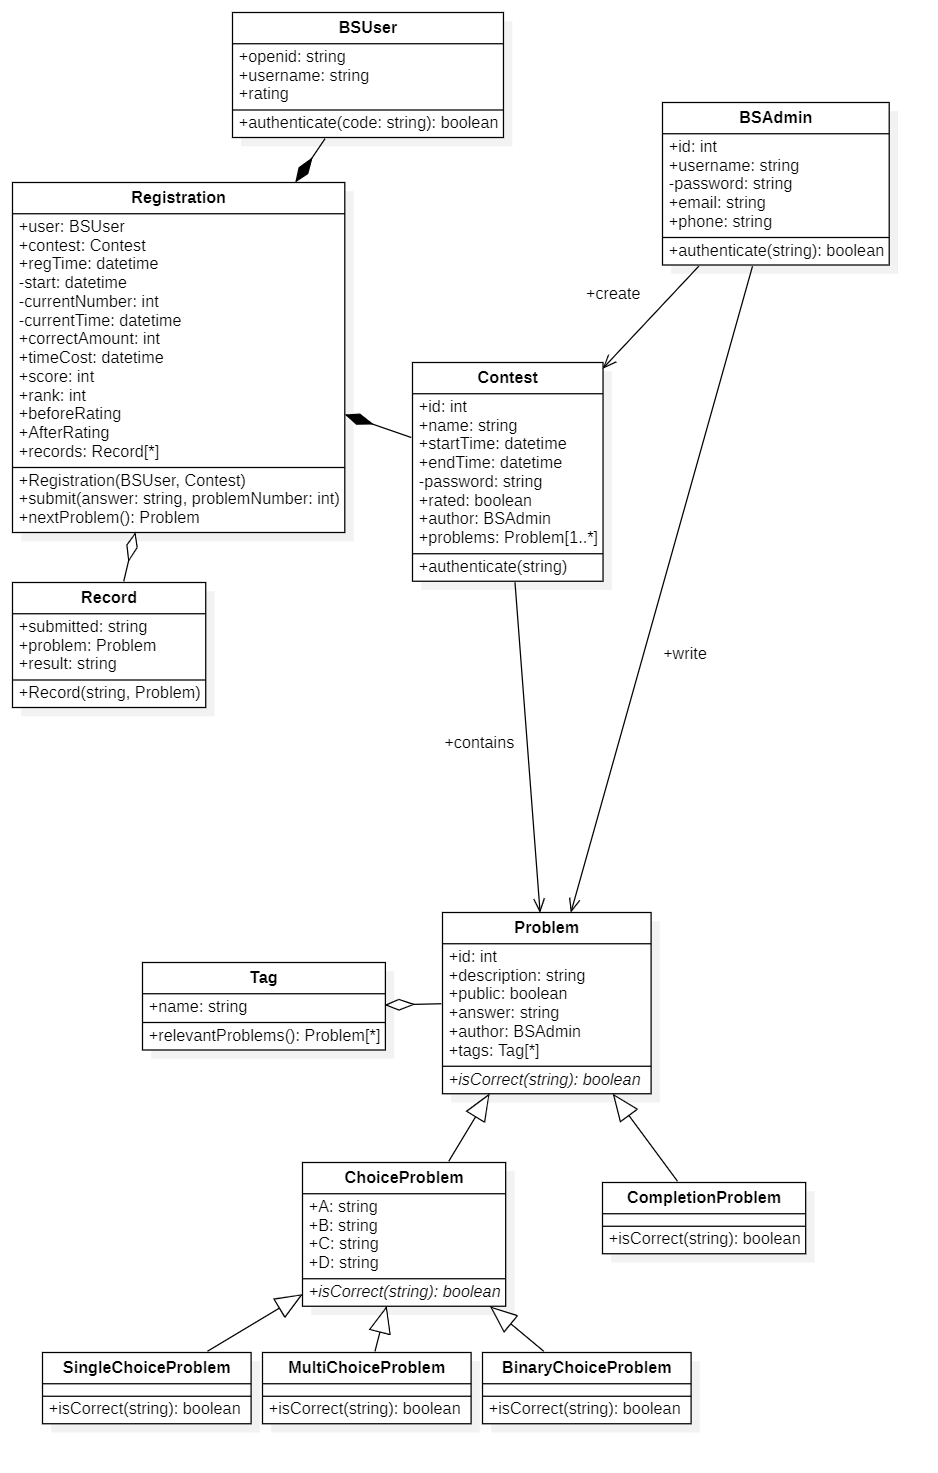 BSUser
+openid: string
+username: string
+rating
+authenticate(code: string): boolean
BSAdmin
+id: int
+username: string
-password: string
+email: string
+phone: string
+authenticate(string): boolean
Registration
+user: BSUser
+contest: Contest
+regTime: datetime
-start: datetime
-currentNumber: int
-currentTime: datetime
+correctAmount: int
+timeCost: datetime
+score: int
+rank: int
+beforeRating
+AfterRating
+records: Record[*]
+Registration(BSUser, Contest)
+submit(answer: string, problemNumber: int)
+nextProblem(): Problem
+create
Contest
+id: int
+name: string
+startTime: datetime
+endTime: datetime
-password: string
+rated: boolean
+author: BSAdmin
+problems: Problem[1..*]
+authenticate(string)
Record
+submitted: string
+problem: Problem
+result: string
+Record(string, Problem)
+write
+contains
Problem
+id: int
+description: string
+public: boolean
+answer: string
+author: BSAdmin
+tags: Tag[*]
+isCorrect(string): boolean
Tag
+name: string
+relevantProblems(): Problem[*]
ChoiceProblem
+A: string
+B: string
+C: string
+D: string
+isCorrect(string): boolean
CompletionProblem
+isCorrect(string): boolean
SingleChoiceProblem
+isCorrect(string): boolean
MultiChoiceProblem
+isCorrect(string): boolean
BinaryChoiceProblem
+isCorrect(string): boolean